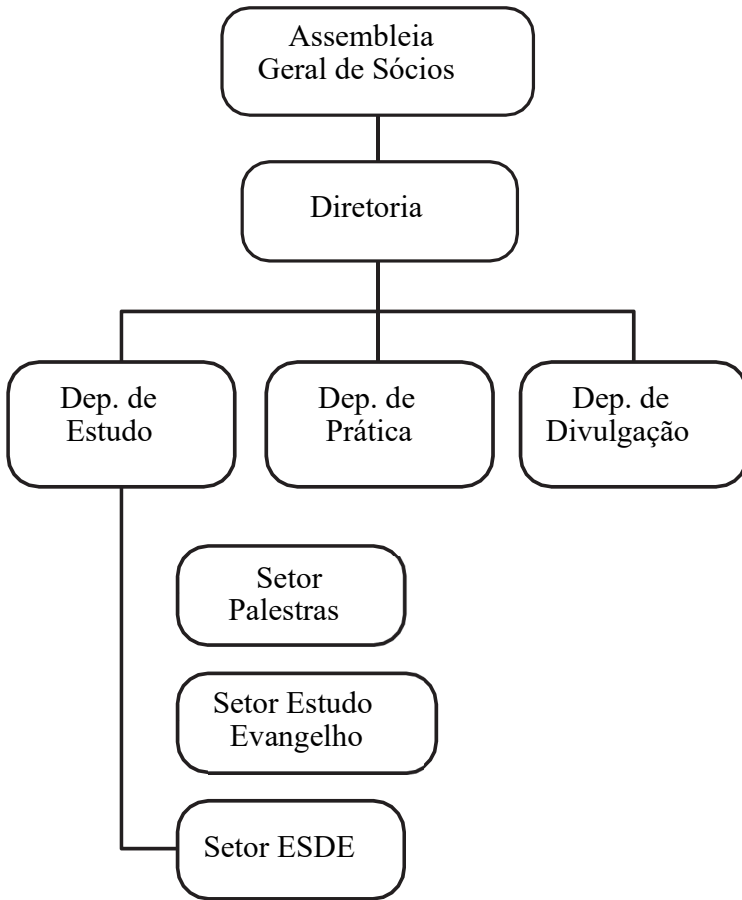 Assembleia
Geral de Sócios
Diretoria
Dep. de
Estudo
Dep. de
Prática
Dep. de
Divulgação
Setor
Palestras
Setor Estudo
Evangelho
Setor ESDE